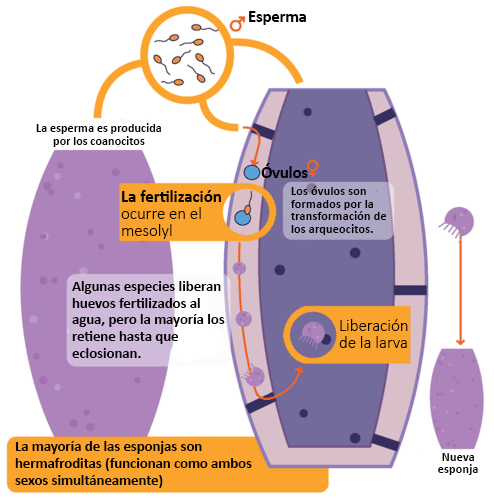 Esperma
La esperma es producida
por los coanocitos
Óvulos
La fertilización
ocurre en el
mesolyl
Los óvulos son
formados por la
transformación de
los arqueocitos.
Algunas especies liberan
huevos fertilizados al
agua, pero la mayoría los
retiene hasta que
eclosionan.
Liberación
de la larva
La mayoría de las esponjas son
hermafroditas (funcionan como ambos
sexos simultáneamente)
Nueva
esponja